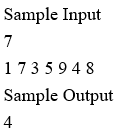 Sample Input
7
1 7 3 5 9 4 8
Sample Output
4